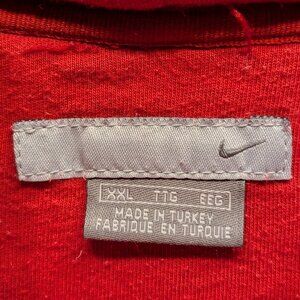 XXL TTG EEG
MADE IN TURKEY
FABRIQUE EN TURQUIE